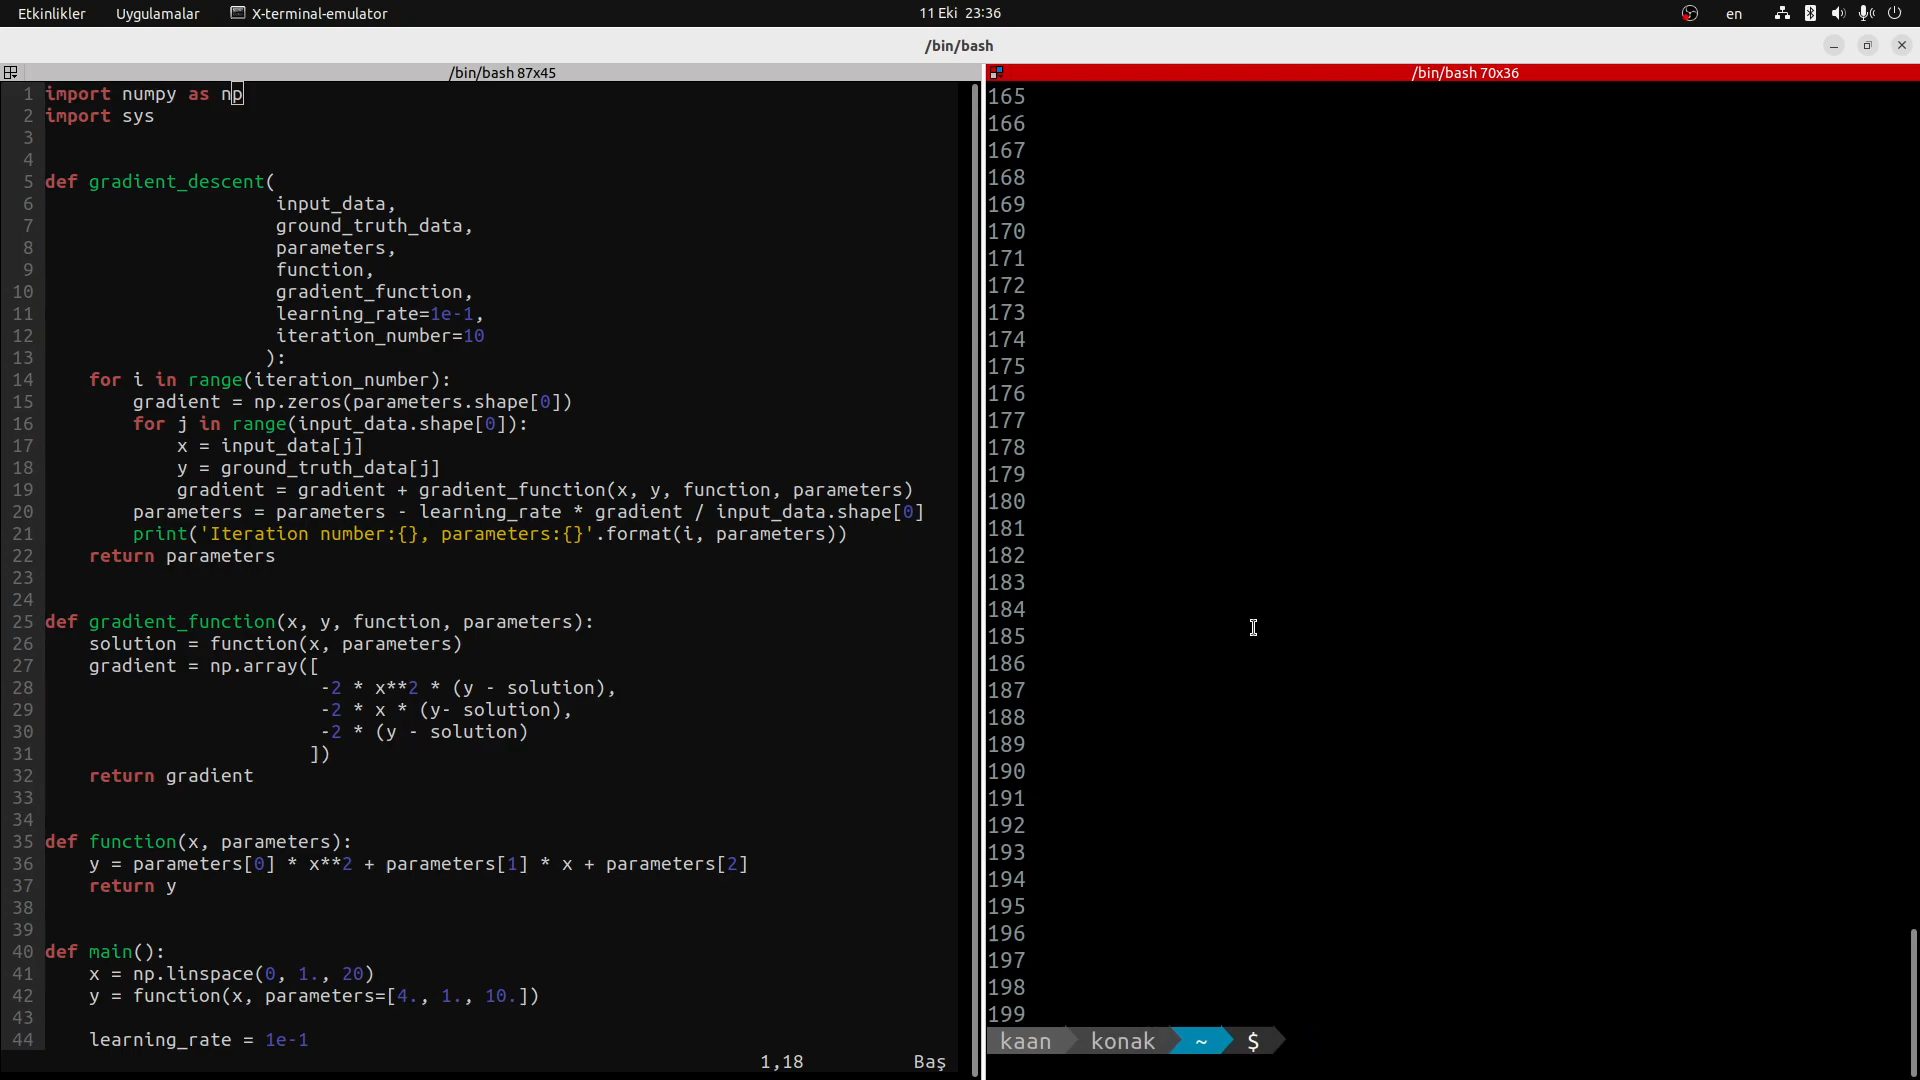 Etkinlikler Uygulamalar X-terminal-emulator 11 Eki 23:36 en
/bin/bash
/bin/bash 87x45
1 import numpy as np
2 import sys
3
4
5 def gradient_descent(
6                      input_data,
7                      ground_truth_data,
8                      parameters,
9                      function,
10                      gradient_function,
11                      learning_rate=1e-1,
12                      iteration_number=10
13                     ):
14     for i in range(iteration_number):
15         gradient = np.zeros(parameters.shape[0])
16         for j in range(input_data.shape[0]):
17             x = input_data[j]
18             y = ground_truth_data[j]
19             gradient = gradient + gradient_function(x, y, function, parameters)
20         parameters = parameters - learning_rate * gradient / input_data.shape[0]
21         print('Iteration number:{}, parameters:{}'.format(i, parameters))
22     return parameters
23
24
25 def gradient_function(x, y, function, parameters):
26     solution = function(x, parameters)
27     gradient = np.array([
28                          -2 * x**2 * (y - solution),
29                          -2 * x * (y- solution),
30                          -2 * (y - solution)
31                         ])
32     return gradient
33
34
35 def function(x, parameters):
36     y = parameters[0] * x**2 + parameters[1] * x + parameters[2]
37     return y
38
39
40 def main():
41     x = np.linspace(0, 1., 20)
42     y = function(x, parameters=[4., 1., 10.])
43
44     learning_rate = 1e-1
1,18 Baş
/bin/bash 70x36
165
166
167
168
169
170
171
172
173
174
175
176
177
178
179
180
181
182
183
184
185
186
187
188
189
190
191
192
193
194
195
196
197
198
199
kaan konak ~ $